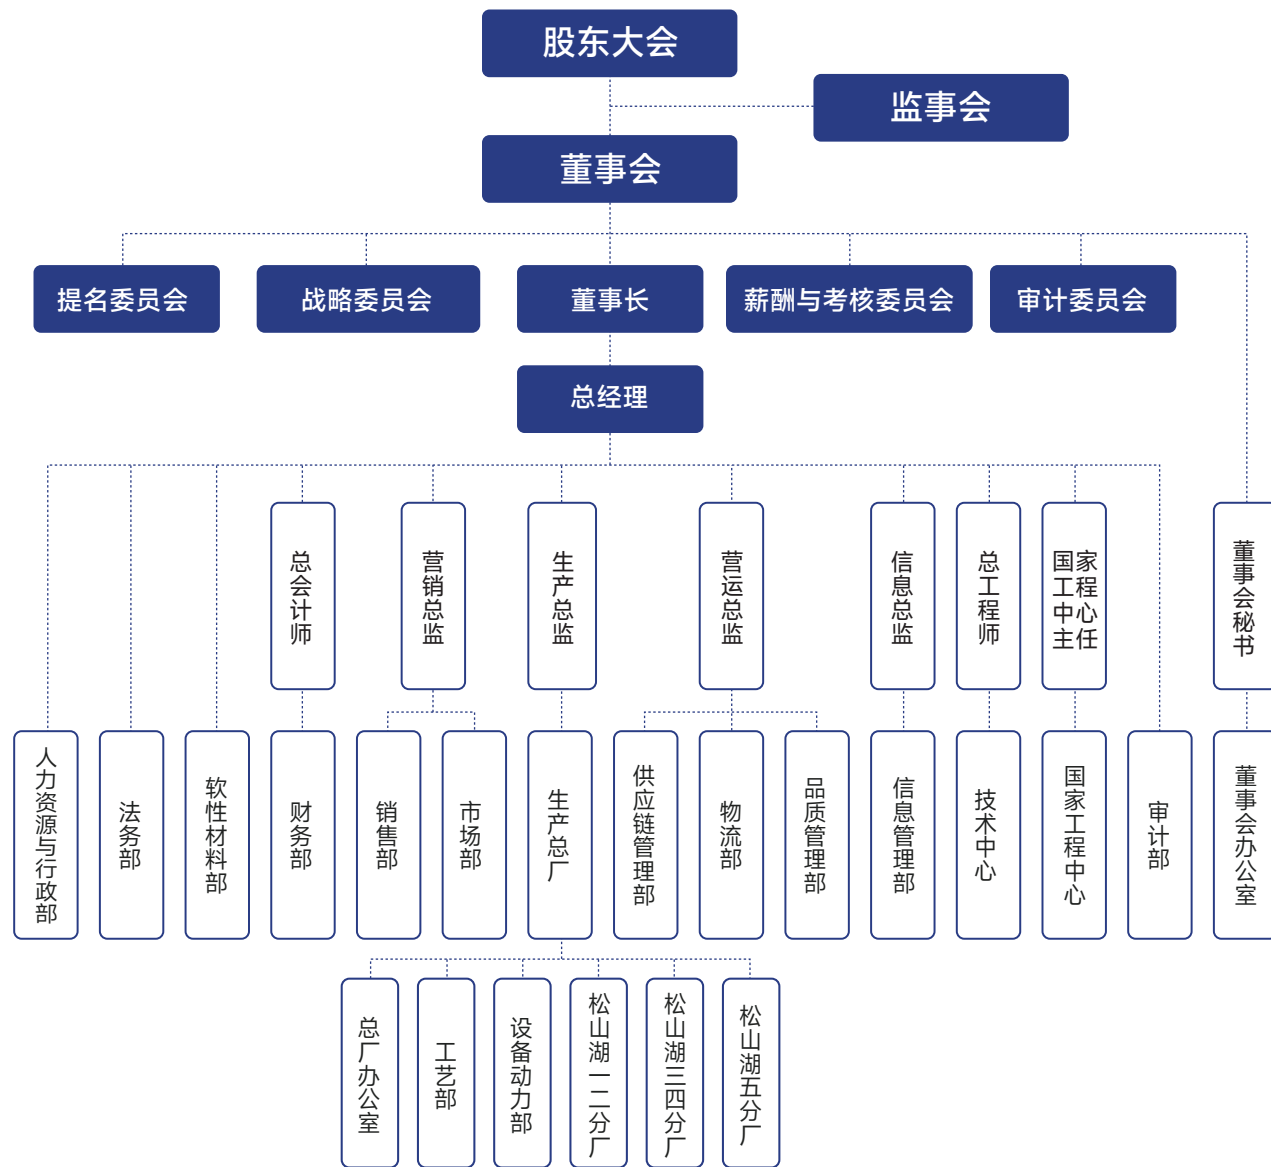 股东大会
监事会
董事会
提名委员会
战略委员会
董事长
薪酬与考核委员会
审计委员会
总经理
总会计师
营销总监
生产总监
营运总监
信息总监
总工程师
国家工程中心主任
董事会秘书
人力资源与行政部
法务部
软性材料部
财务部
销售部
市场部
生产总厂
供应链管理部
物流部
品质管理部
信息管理部
技术中心
国家工程中心
审计部
董事会办公室
总厂办公室
工艺部
设备动力部
松山湖一二分厂
松山湖三四分厂
松山湖五分厂